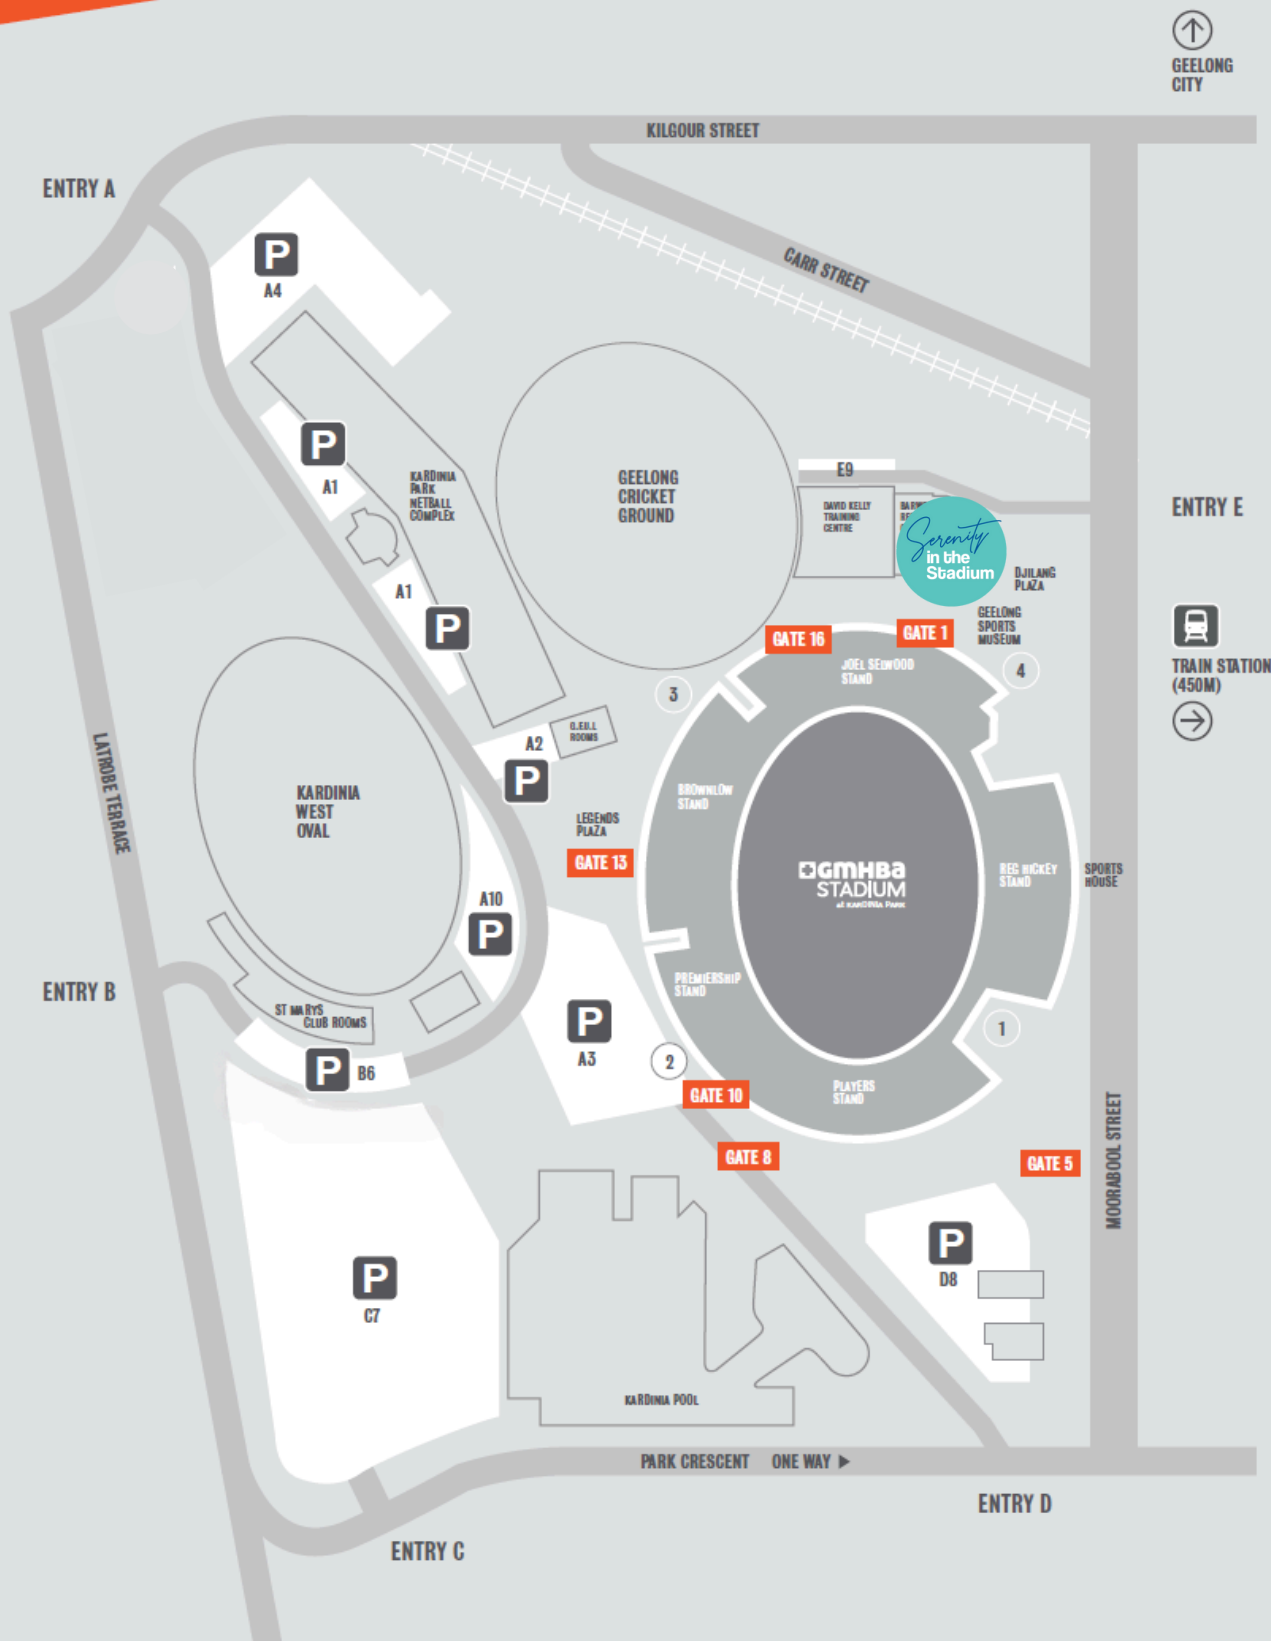 GEELONG
CITY
KILGOUR STREET
ENTRY A
P
A4
CARR STREET
P
A1
KARDINIA
PARK
NETBALL
COMPLEX
GEELONG
CRICKET
GROUND
E9
DAVID KELLY
TRAINING
CENTRE
Serenity
in the
Stadium
ENTRY E
DJILANG
PLAZA
GEELONG
SPORTS
MUSEUM
A1
P
GATE 16
GATE 1
JOEL SELWOOD
STAND
4
TRAIN STATION
(450M)
3
G.F.U.L
ROOMS
A2
P
LATROBE TERRACE
KARDINIA
WEST
OVAL
BROWNLOW
STAND
LEGENDS
PLAZA
GATE 13
GMHBA
STADIUM
at KARDINIA PARK
REG HICKEY
STAND
SPORTS
HOUSE
A10
P
ENTRY B
PREMIERSHIP
STAND
ST MARYS
CLUB ROOMS
P
A3
1
2
P
B6
GATE 10
PLAYERS
STAND
MOORABOOL STREET
GATE 8
GATE 5
P
D8
P
C7
KARDINIA POOL
PARK CRESCENT ONE WAY
ENTRY D
ENTRY C